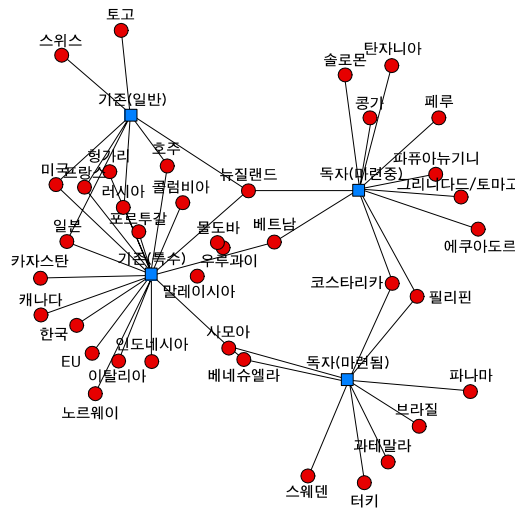 토고
스위스
탄자니아
솔로몬
기존(일반)
콩가
페루
호주
헝가리
파퓨아뉴기니
미국
프랑스
뉴질랜드
독자(마련중)
러시아
콜럼비아
그리니다드/토마고
포르투갈
일본
몰도바
베트남
에쿠아도르
카자스탄
기존(특수)
우루과이
말레이시아
코스타리카
필리핀
캐나다
한국
사모아
인도네시아
EU
이탈리아
베네슈엘라
독자(마련됨)
파나마
노르웨이
브라질
과테말라
스웨덴
터키